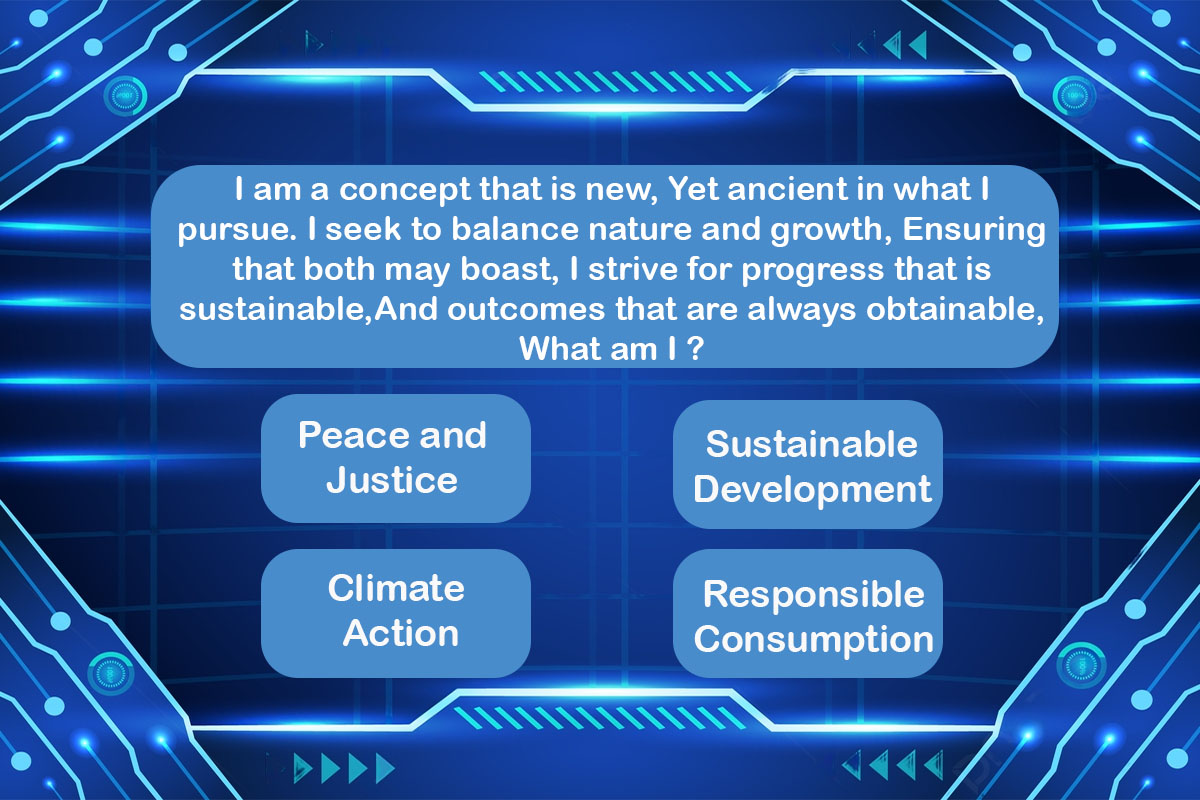 I am a concept that is new, Yet ancient in what I
pursue. I seek to balance nature and growth, Ensuring
that both may boast, I strive for progress that is
sustainable,And outcomes that are always obtainable,
What am I ?
Peace and
Justice
Sustainable
Development
Climate
Action
Responsible
Consumption